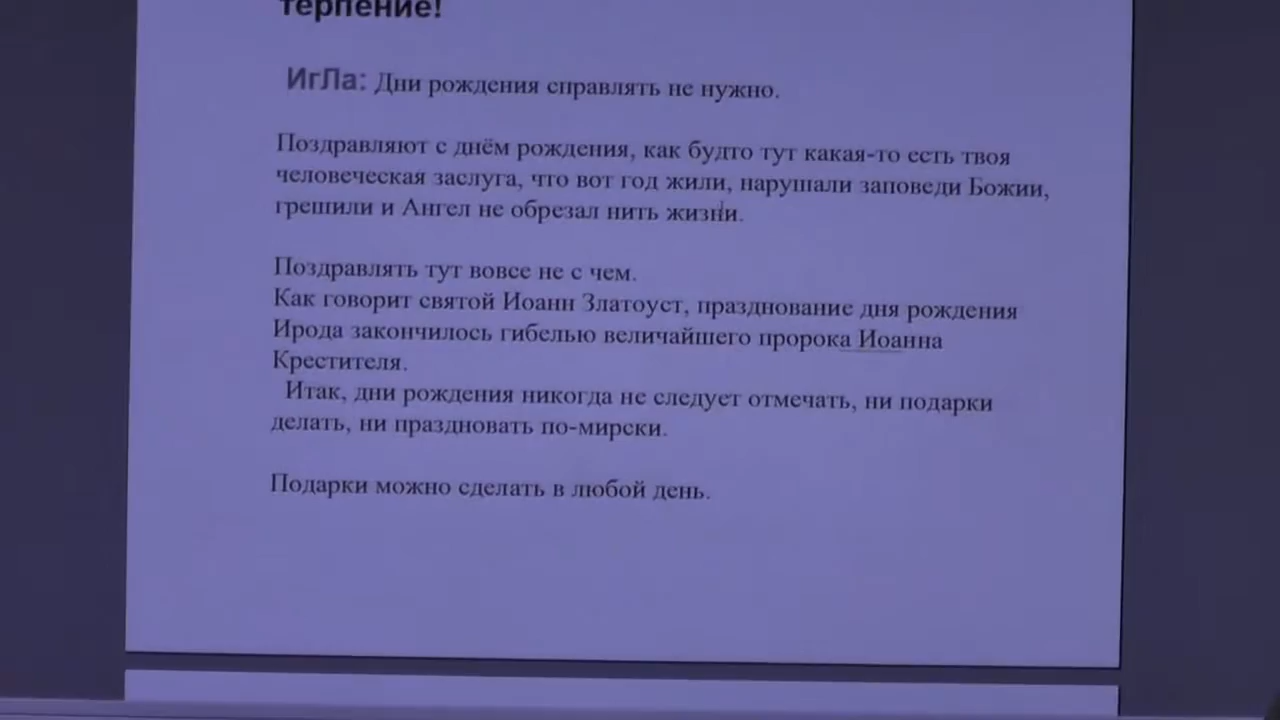 терпение!
ИгЛа: Дни рождения справлять не нужно.
Поздравляют с днём рождения, как будто тут какая-то есть твоя
человеческая заслуга, что вот год жили, нарушали заповеди Божии,
грешили и Ангел не обрезал нить жизни.
Поздравлять тут вовсе не с чем.
Как говорит святой Иоанн Златоуст, празднование дня рождения
Ирода закончилось гибелью величайшего пророка Иоанна
Крестителя.
Итак, дни рождения никогда не следует отмечать, ни подарки
делать, ни праздновать по-мирски.
Подарки можно сделать в любой день.